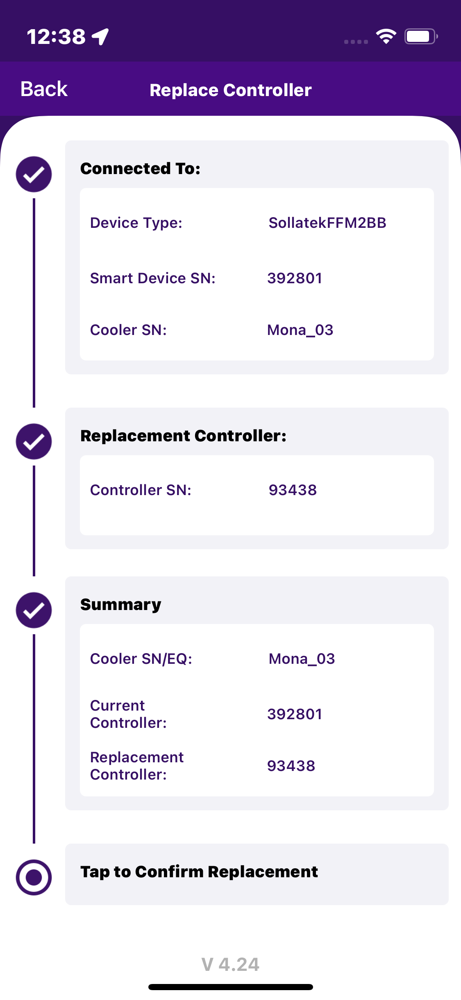 12:38
Back
Replace Controller
Connected To:
Device Type: SollatekFFM2BB
Smart Device SN: 392801
Cooler SN: Mona_03
Replacement Controller:
Controller SN: 93438
Summary
Cooler SN/EQ: Mona_03
Current
Controller: 392801
Replacement
Controller: 93438
Tap to Confirm Replacement
V 4.24